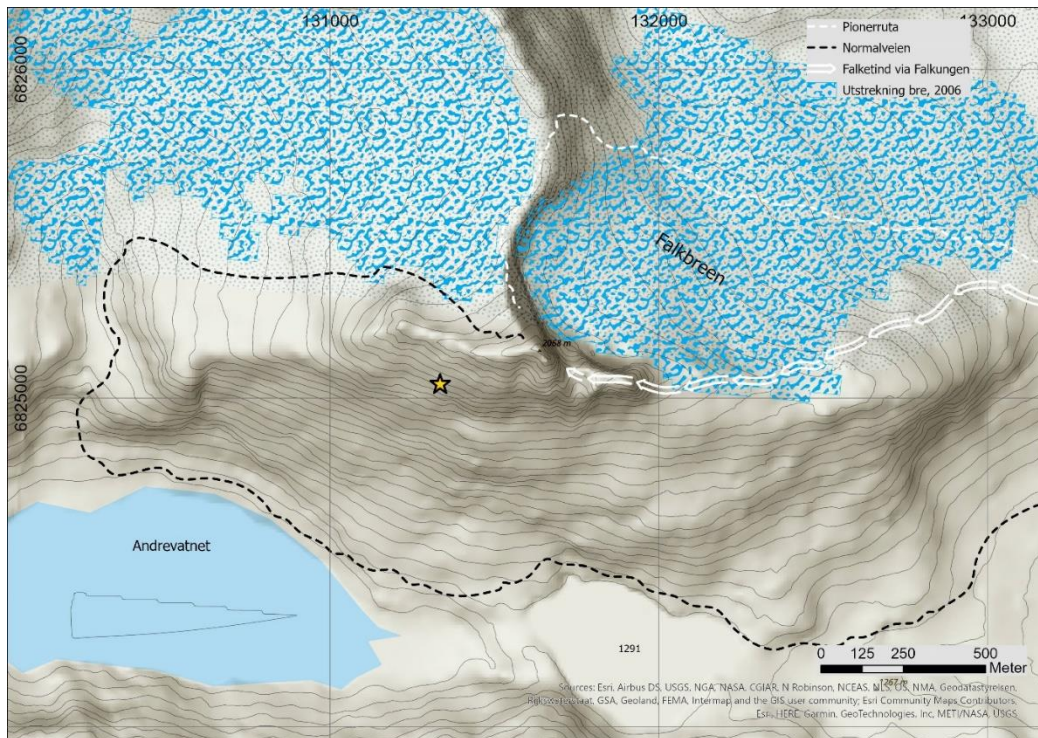 131000
132000
133000
Pionerruta
Normalveien
Falketind via Falkungen
Utstrekning bre, 2006
6826000
Falkbreen
2068 m
6825000
Andrevatnet
1291
0 125 250 500
Meter
1267 m
Sources: Esri, Airbus DS, USGS, NGA, NASA, CGIAR, N Robinson, NCEAS, NLS, OS, NMA, Geodatastyrelsen,
Rijkswaterstaat, GSA, Geoland, FEMA, Intermap and the GIS user community; Esri Community Maps Contributors,
Esri, HERE, Garmin, GeoTechnologies, Inc, METI/NASA, USGS